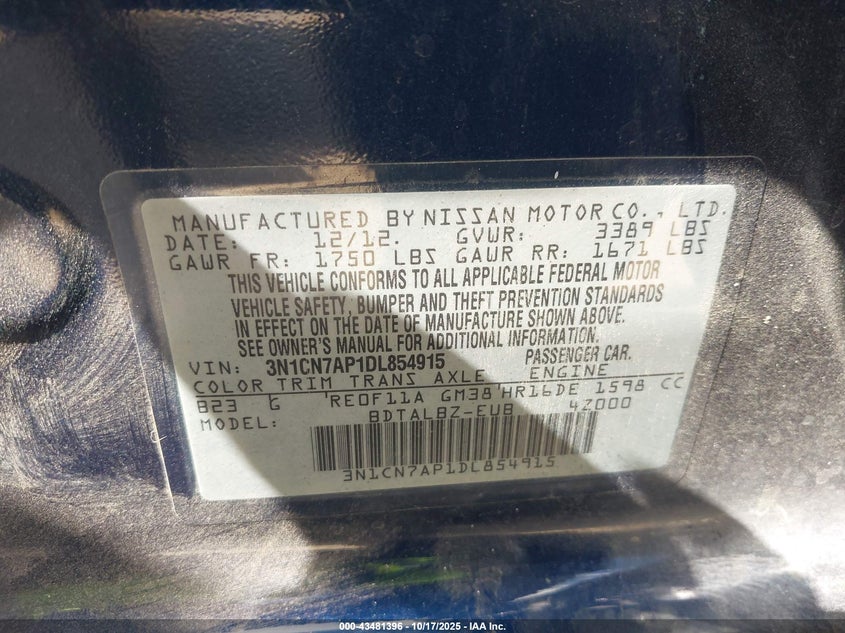 MANUFACTURED BY NISSAN MOTOR CO., LTD.
DATE: 12/12. GVWR: 3389 LBS
GAWR FR: 1750 LBS GAWR RR: 1671 LBS
THIS VEHICLE CONFORMS TO ALL APPLICABLE FEDERAL MOTOR
VEHICLE SAFETY, BUMPER AND THEFT PREVENTION STANDARDS
IN EFFECT ON THE DATE OF MANUFACTURE SHOWN ABOVE.
SEE OWNER'S MANUAL FOR ADDITIONAL INFORMATION.
VIN: 3N1CN7AP1DL854915 PASSENGER CAR.
COLOR TRIM TRANS AXLE ENGINE
B23 G RE0F11A GM38 HR16DE 1598 CC
MODEL: BDTALBZ-EUB 4Z000
3N1CN7AP1DL854915
000-43481396 - 10/17/2025 - IAA Inc.